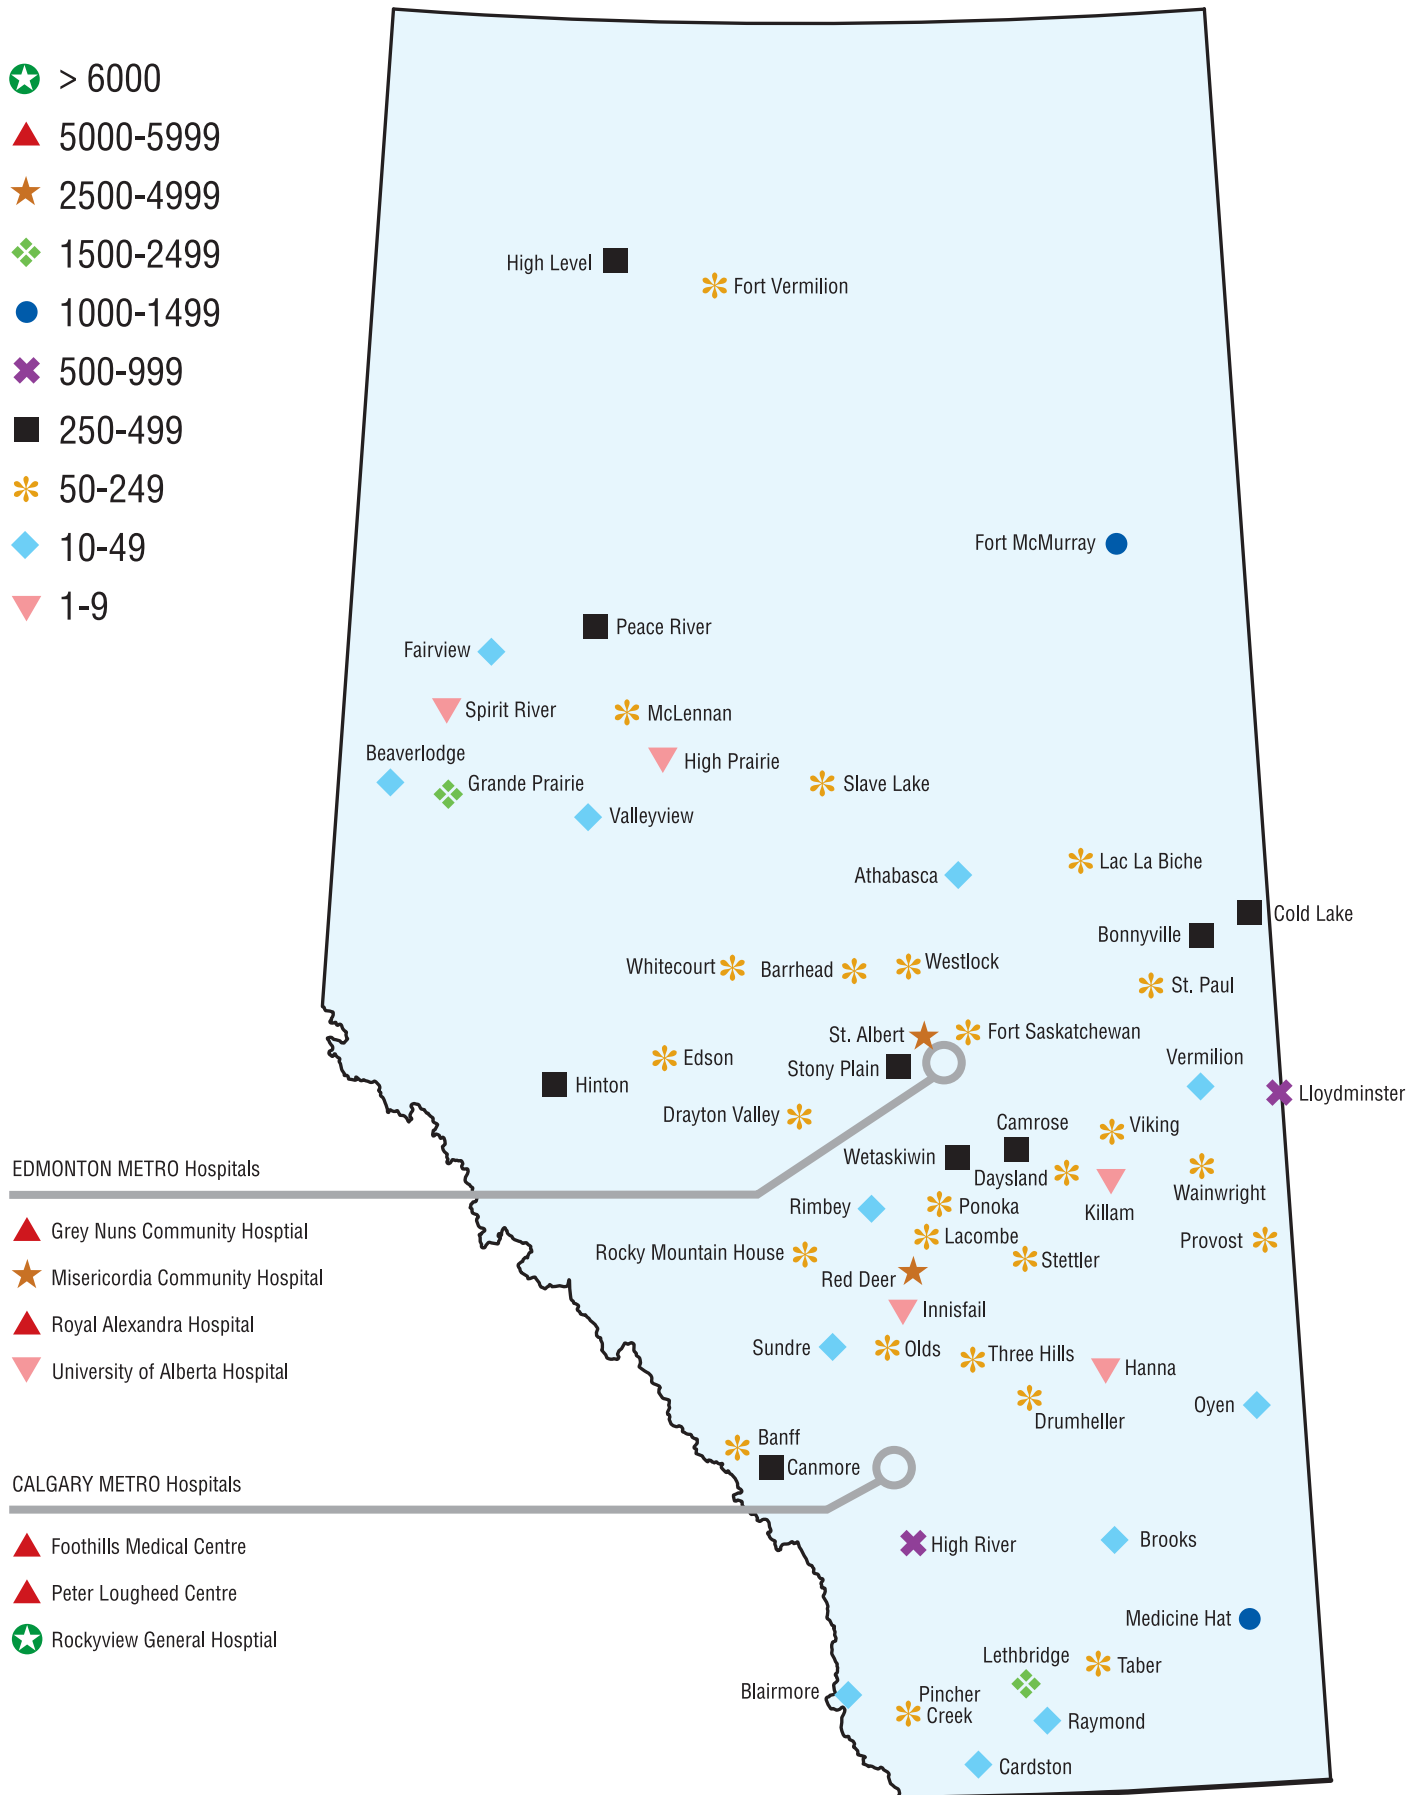 > 6000
5000-5999
2500-4999
1500-2499
1000-1499
500-999
250-499
50-249
10-49
1-9
High Level
Fort Vermilion
Fort McMurray
Peace River
Fairview
Spirit River
McLennan
Beaverlodge
High Prairie
Grande Prairie
Slave Lake
Valleyview
Lac La Biche
Athabasca
Cold Lake
Bonnyville
Whitecourt
Barrhead
Westlock
St. Paul
St. Albert
Fort Saskatchewan
Edson
Stony Plain
Vermilion
Hinton
Lloydminster
Drayton Valley
Camrose
Viking
Wetaskiwin
Daysland
Wainwright
Rimbey
Ponoka
Killam
Lacombe
Provost
Rocky Mountain House
Stettler
Red Deer
Innisfail
Sundre
Olds
Three Hills
Hanna
Oyen
Drumheller
Banff
Canmore
High River
Brooks
Medicine Hat
Lethbridge
Taber
Blairmore
Pincher
Creek
Raymond
Cardston
EDMONTON METRO Hospitals
Grey Nuns Community Hosptial
Misericordia Community Hospital
Royal Alexandra Hospital
University of Alberta Hospital
CALGARY METRO Hospitals
Foothills Medical Centre
Peter Lougheed Centre
Rockyview General Hosptial